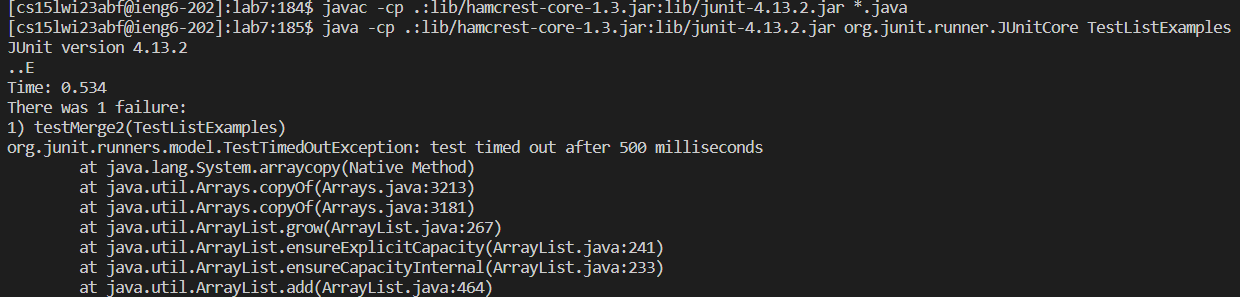 [cs15lwi23abf@ieng6-202]:lab7:184$ javac -cp .:lib/hamcrest-core-1.3.jar:lib/junit-4.13.2.jar *.java
[cs15lwi23abf@ieng6-202]:lab7:185$ java -cp .:lib/hamcrest-core-1.3.jar:lib/junit-4.13.2.jar org.junit.runner.JUnitCore TestListExamples
JUnit version 4.13.2
..E
Time: 0.534
There was 1 failure:
1) testMerge2(TestListExamples)
org.junit.runners.model.TestTimedOutException: test timed out after 500 milliseconds
        at java.lang.System.arraycopy(Native Method)
        at java.util.Arrays.copyOf(Arrays.java:3213)
        at java.util.Arrays.copyOf(Arrays.java:3181)
        at java.util.ArrayList.grow(ArrayList.java:267)
        at java.util.ArrayList.ensureExplicitCapacity(ArrayList.java:241)
        at java.util.ArrayList.ensureCapacityInternal(ArrayList.java:233)
        at java.util.ArrayList.add(ArrayList.java:464)